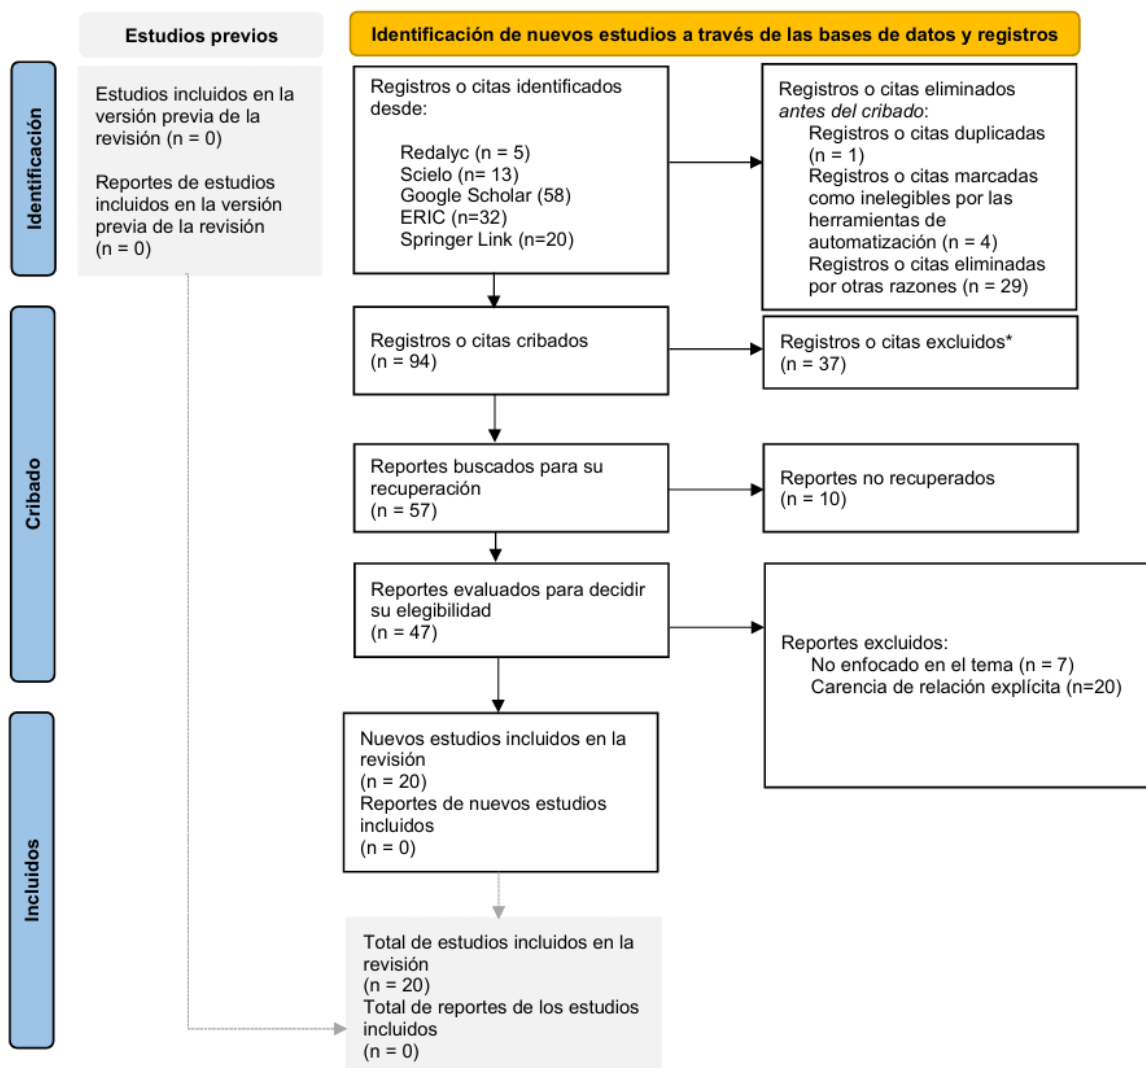 Estudios previos
Identificación de nuevos estudios a través de las bases de datos y registros
Identificación
Estudios incluidos en la
versión previa de la
revisión (n = 0)
Reportes de estudios
incluidos en la versión
previa de la revisión
(n = 0)
Registros o citas identificados
desde:
Redalyc (n = 5)
Scielo (n= 13)
Google Scholar (58)
ERIC (n=32)
Springer Link (n=20)
Registros o citas eliminados
antes del cribado:
Registros o citas duplicadas
(n = 1)
Registros o citas marcadas
como inelegibles por las
herramientas de
automatización (n = 4)
Registros o citas eliminadas
por otras razones (n = 29)
Cribado
Registros o citas cribados
(n = 94)
Registros o citas excluidos*
(n = 37)
Reportes buscados para su
recuperación
(n = 57)
Reportes no recuperados
(n = 10)
Reportes evaluados para decidir
su elegibilidad
(n = 47)
Reportes excluidos:
No enfocado en el tema (n = 7)
Carencia de relación explícita (n=20)
Incluidos
Nuevos estudios incluidos en la
revisión
(n = 20)
Reportes de nuevos estudios
incluidos
(n = 0)
Total de estudios incluidos en la
revisión
(n = 20)
Total de reportes de los estudios
incluidos
(n = 0)